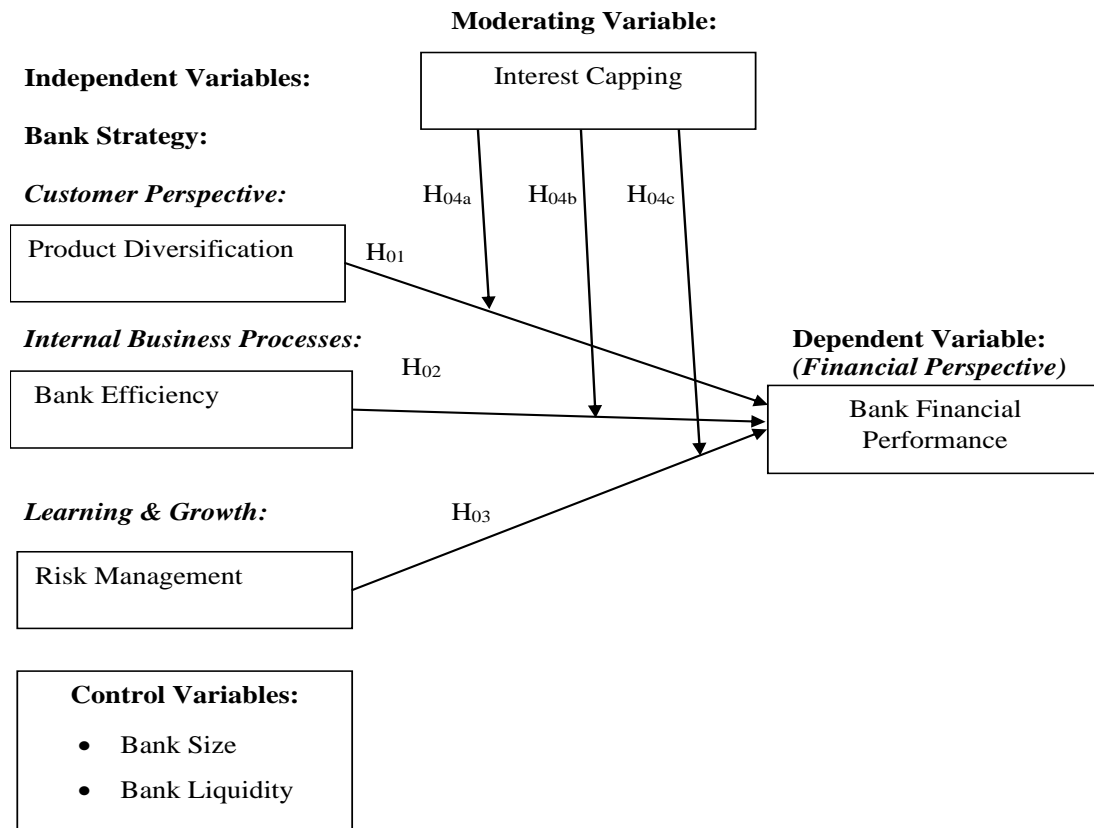 Moderating Variable:
Interest Capping
Independent Variables:
Bank Strategy:
Customer Perspective:
H04a
H04b
H04c
Product Diversification
H01
Internal Business Processes:
Bank Efficiency
H02
Dependent Variable:
(Financial Perspective)
Bank Financial
Performance
Learning & Growth:
H03
Risk Management
Control Variables:
• Bank Size
• Bank Liquidity